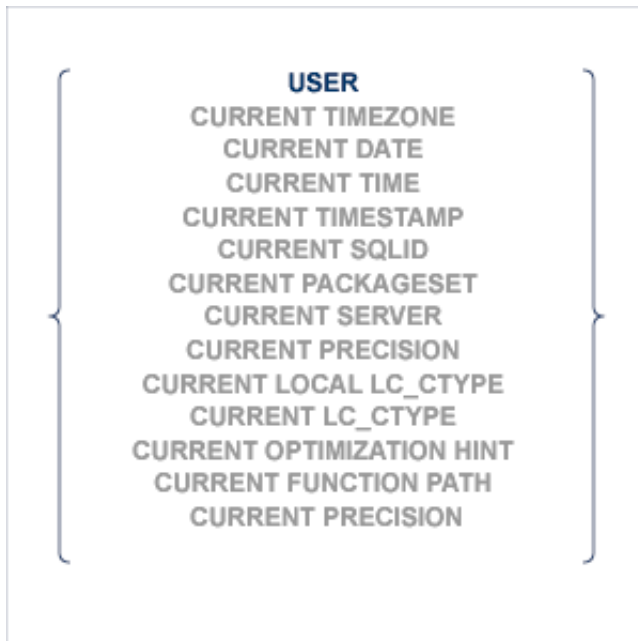 USER
CURRENT TIMEZONE
CURRENT DATE
CURRENT TIME
CURRENT TIMESTAMP
CURRENT SQLID
CURRENT PACKAGESET
CURRENT SERVER
CURRENT PRECISION
CURRENT LOCAL LC_CTYPE
CURRENT LC_CTYPE
CURRENT OPTIMIZATION HINT
CURRENT FUNCTION PATH
CURRENT PRECISION